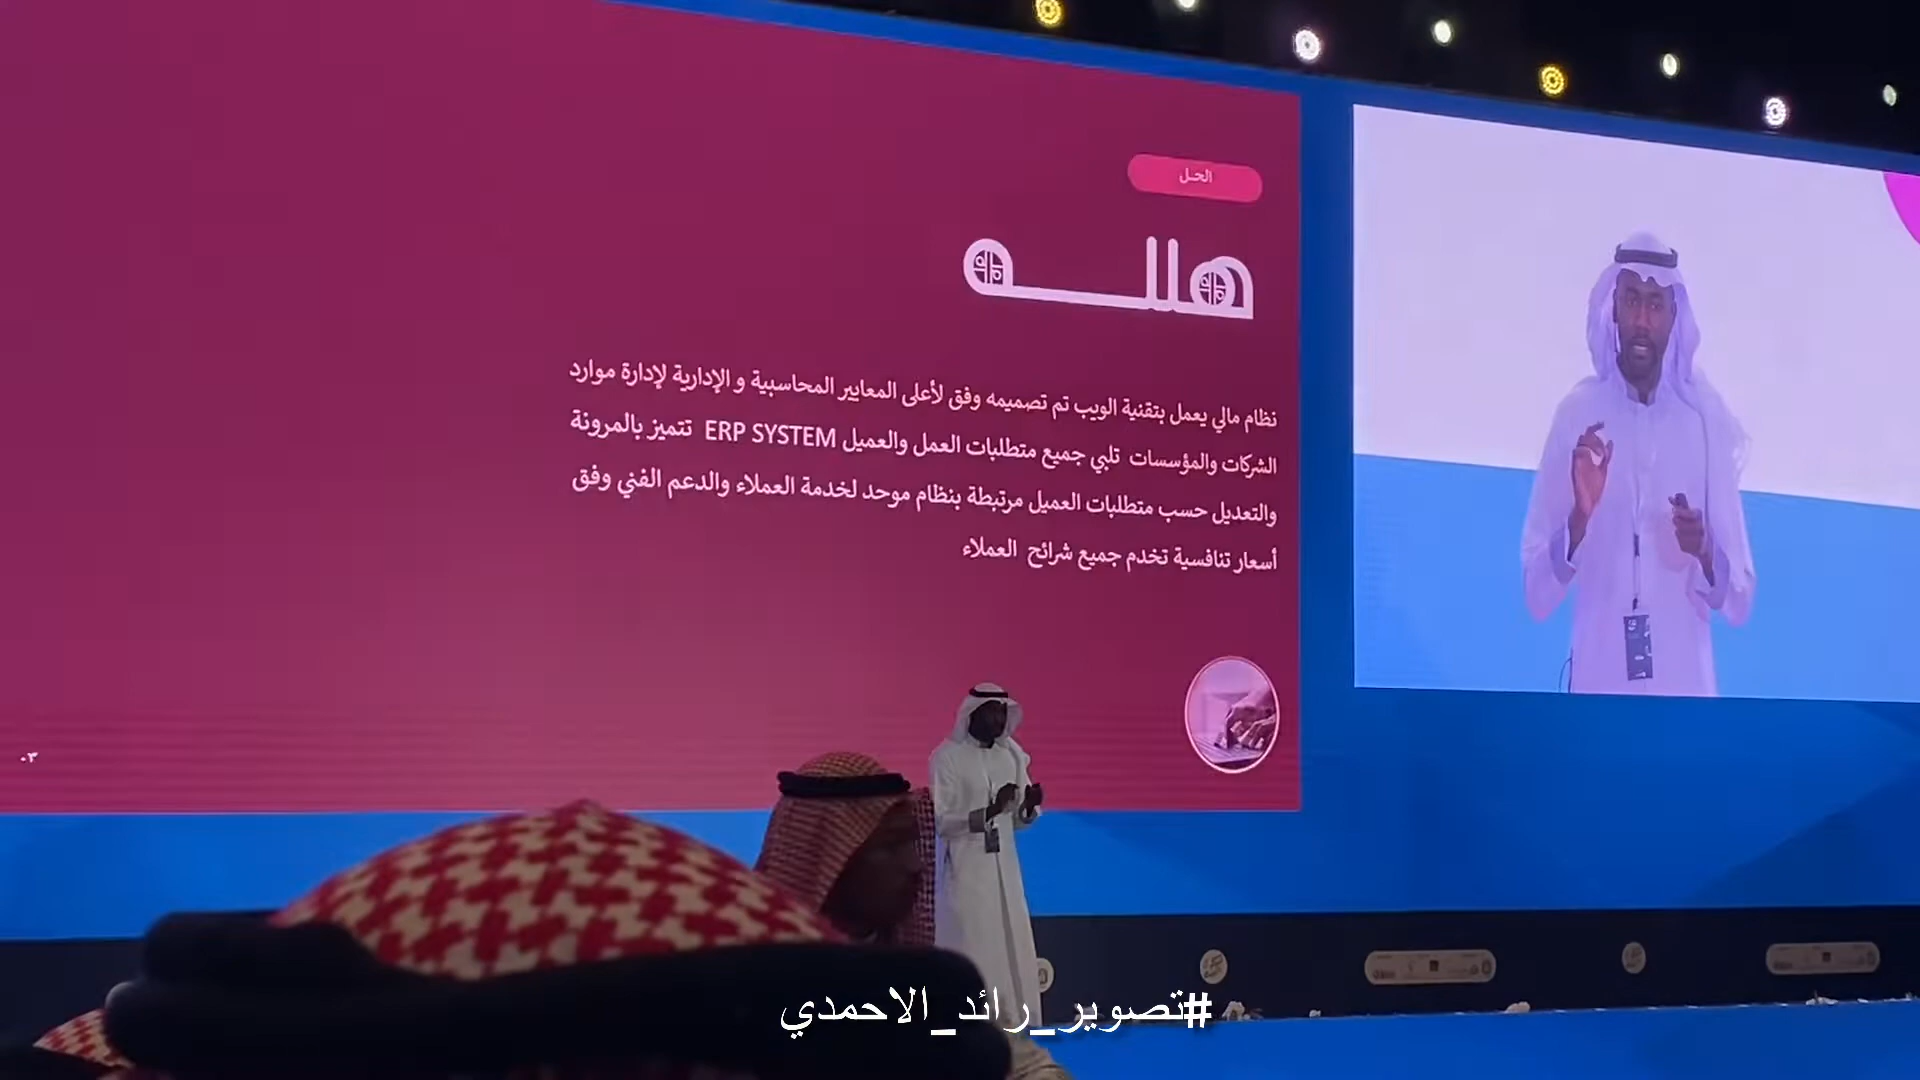 الحل
هلله
نظام مالي يعمل بتقنية الويب تم تصميمه وفق لأعلى المعايير المحاسبية و الإدارية لإدارة موارد
الشركات والمؤسسات تلبي جميع متطلبات العمل والعميل ERP SYSTEM تتميز بالمرونة
والتعديل حسب متطلبات العميل مرتبطة بنظام موحد لخدمة العملاء والدعم الفني وفق
أسعار تنافسية تخدم جميع شرائح العملاء
٠٣
#تصوير_رائد_الاحمدي